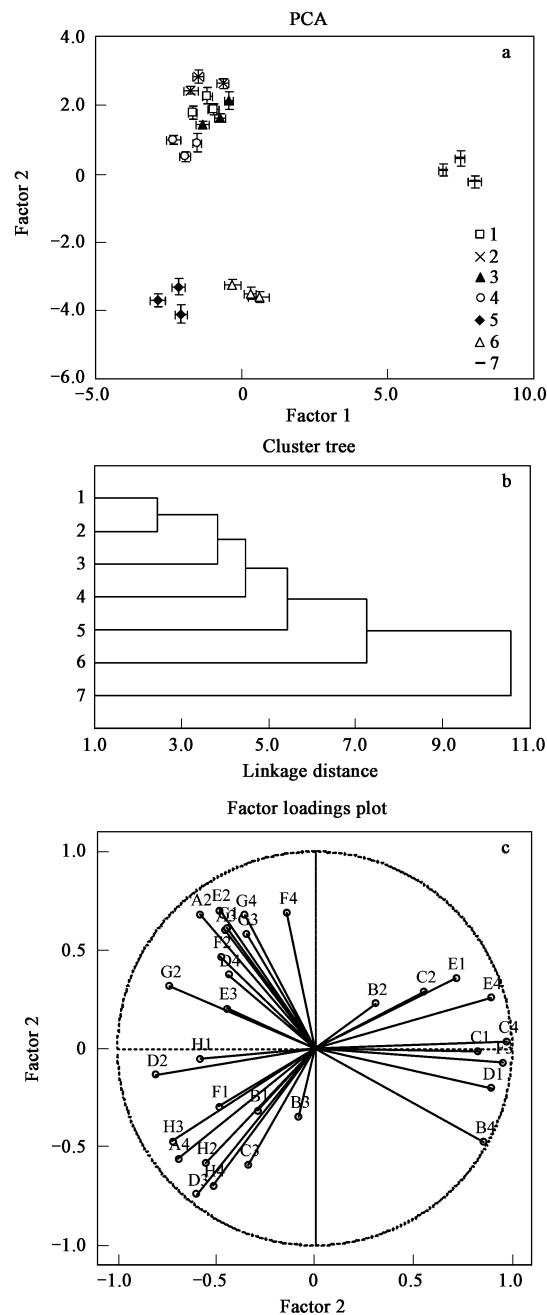 PCA
a
4.0
2.0
0
−2.0
−4.0
−6.0
Factor 2
1
2
3
4
5
6
7
−5.0 0 5.0 10.0
Factor 1
Cluster tree
b
1
2
3
4
5
6
7
1.0 3.0 5.0 7.0 9.0 11.0
Linkage distance
Factor loadings plot
c
1.0
0.5
0
−0.5
−1.0
Factor 2
A2
E2
G4
F4
G3
F2
D4
G2
E3
B2
C2
E1
E4
C4
C1
H1
D2
D1
F1
B1
B3
B4
H3
A4
H2
C3
D3
H4
−1.0 −0.5 0 0.5 1.0
Factor 2